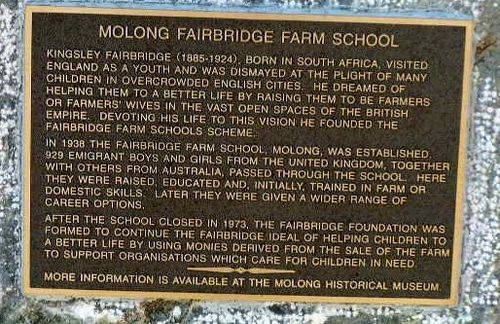 MOLONG FAIRBRIDGE FARM SCHOOL
KINGSLEY FAIRBRIDGE (1885-1924), BORN IN SOUTH AFRICA, VISITED
ENGLAND AS A YOUTH AND WAS DISMAYED AT THE PLIGHT OF MANY
CHILDREN IN OVERCROWDED ENGLISH CITIES. HE DREAMED OF
HELPING THEM TO A BETTER LIFE BY RAISING THEM TO BE FARMERS
OR FARMERS' WIVES IN THE VAST OPEN SPACES OF THE BRITISH
EMPIRE. DEVOTING HIS LIFE TO THIS VISION HE FOUNDED THE
FAIRBRIDGE FARM SCHOOLS SCHEME.
IN 1938 THE FAIRBRIDGE FARM SCHOOL, MOLONG, WAS ESTABLISHED.
929 EMIGRANT BOYS AND GIRLS FROM THE UNITED KINGDOM, TOGETHER
WITH OTHERS FROM AUSTRALIA, PASSED THROUGH THE SCHOOL. HERE
THEY WERE RAISED, EDUCATED AND, INITIALLY, TRAINED IN FARM OR
DOMESTIC SKILLS. LATER THEY WERE GIVEN A WIDER RANGE OF
CAREER OPTIONS.
AFTER THE SCHOOL CLOSED IN 1973, THE FAIRBRIDGE FOUNDATION WAS
FORMED TO CONTINUE THE FAIRBRIDGE IDEAL OF HELPING CHILDREN TO
A BETTER LIFE BY USING MONIES DERIVED FROM THE SALE OF THE FARM
TO SUPPORT ORGANISATIONS WHICH CARE FOR CHILDREN IN NEED.
MORE INFORMATION IS AVAILABLE AT THE MOLONG HISTORICAL MUSEUM.